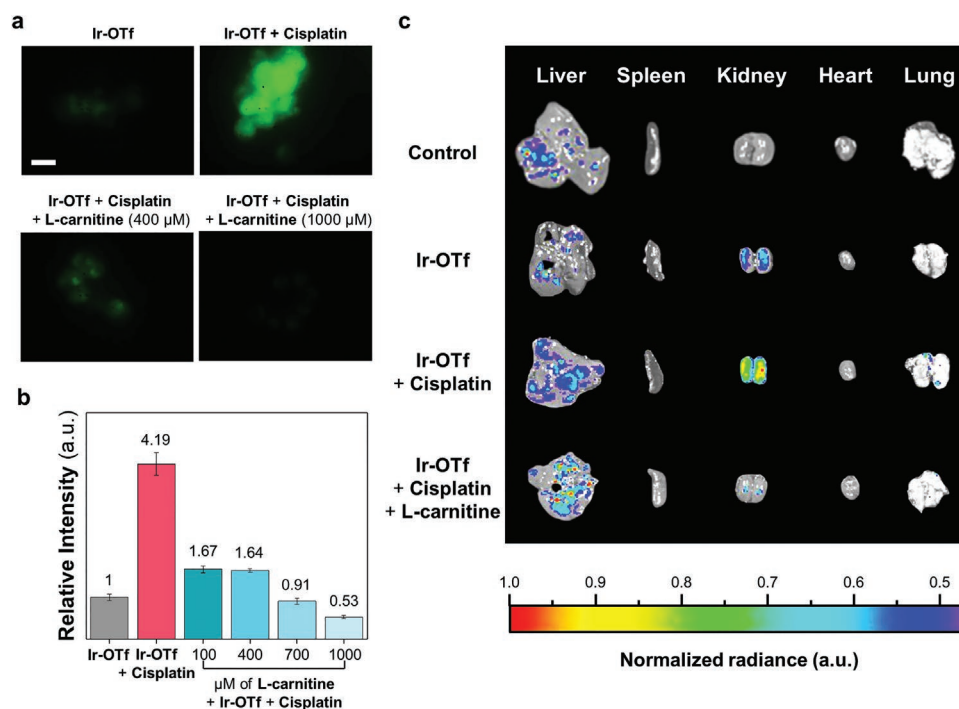 a
Ir-OTf
Ir-OTf + Cisplatin
Ir-OTf + Cisplatin
+ L-carnitine (400 µM)
Ir-OTf + Cisplatin
+ L-carnitine (1000 µM)
b
Relative Intensity (a.u.)
1
4.19
1.67
1.64
0.91
0.53
Ir-OTf
Ir-OTf
+ Cisplatin
100
400
700
1000
µM of L-carnitine
+ Ir-OTf + Cisplatin
c
Liver Spleen Kidney Heart Lung
Control
Ir-OTf
Ir-OTf
+ Cisplatin
Ir-OTf
+ Cisplatin
+ L-carnitine
1.0 0.9 0.8 0.7 0.6 0.5
Normalized radiance (a.u.)